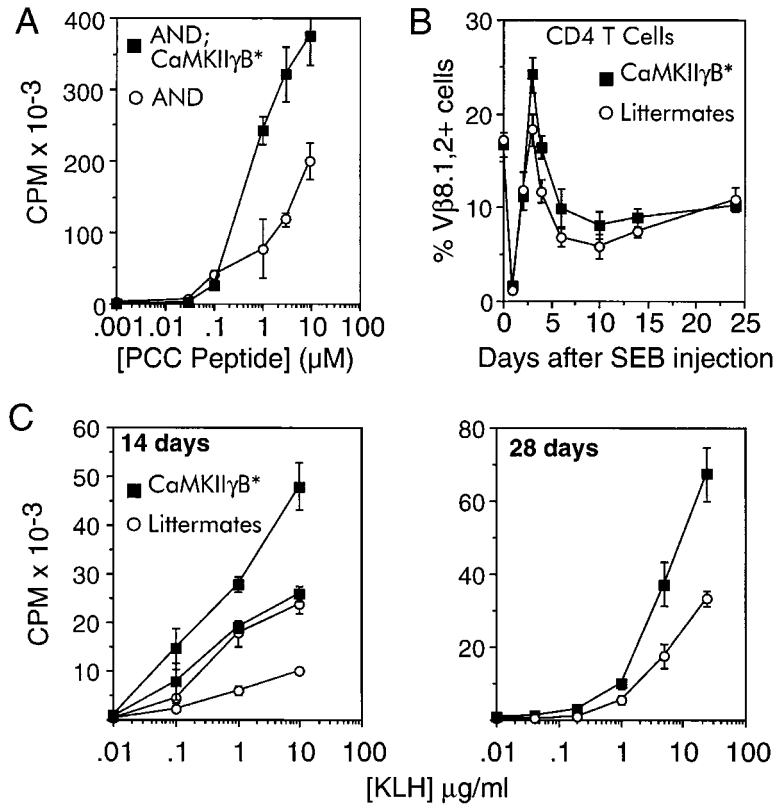 A
AND;
CaMKIIγB*
AND
CPM x 10-3
400
300
200
100
0
.001
.01
.1
1
10
100
[PCC Peptide] (μM)
B
CD4 T Cells
CaMKIIγB*
Littermates
% Vβ8.1,2+ cells
30
20
10
0
0 5 10 15 20 25
Days after SEB injection
C
14 days
CaMKIIγB*
Littermates
CPM x 10-3
60
50
40
30
20
10
.01 .1 1 10 100
28 days
80
60
40
20
.01 .1 1 10 100
[KLH] μg/ml